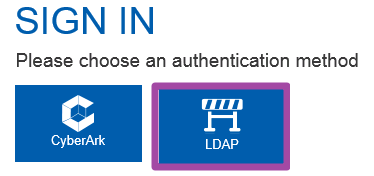 SIGN IN
Please choose an authentication method
CyberArk LDAP